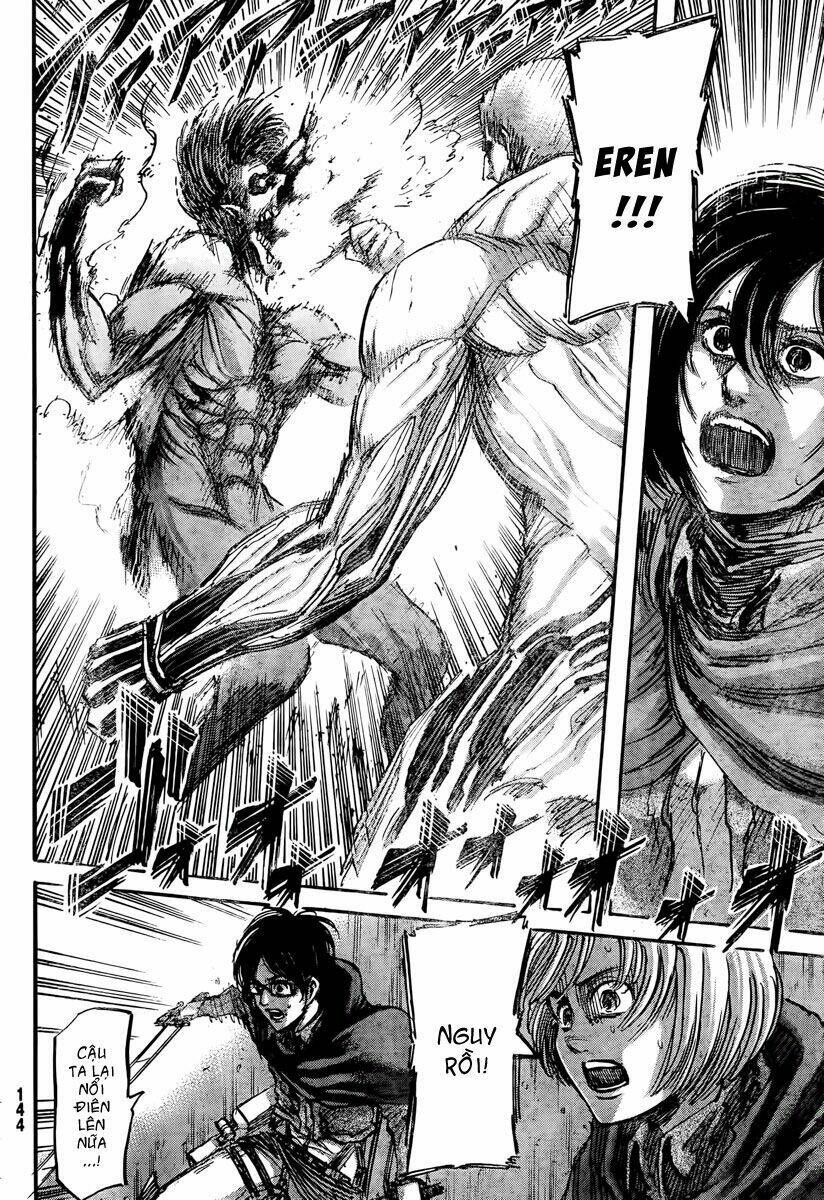 EREN
!!!
NGUY
RỒI!
CẬU
TA LẠI
NỔI
ĐIÊN
LÊN
NỮA
...!
144